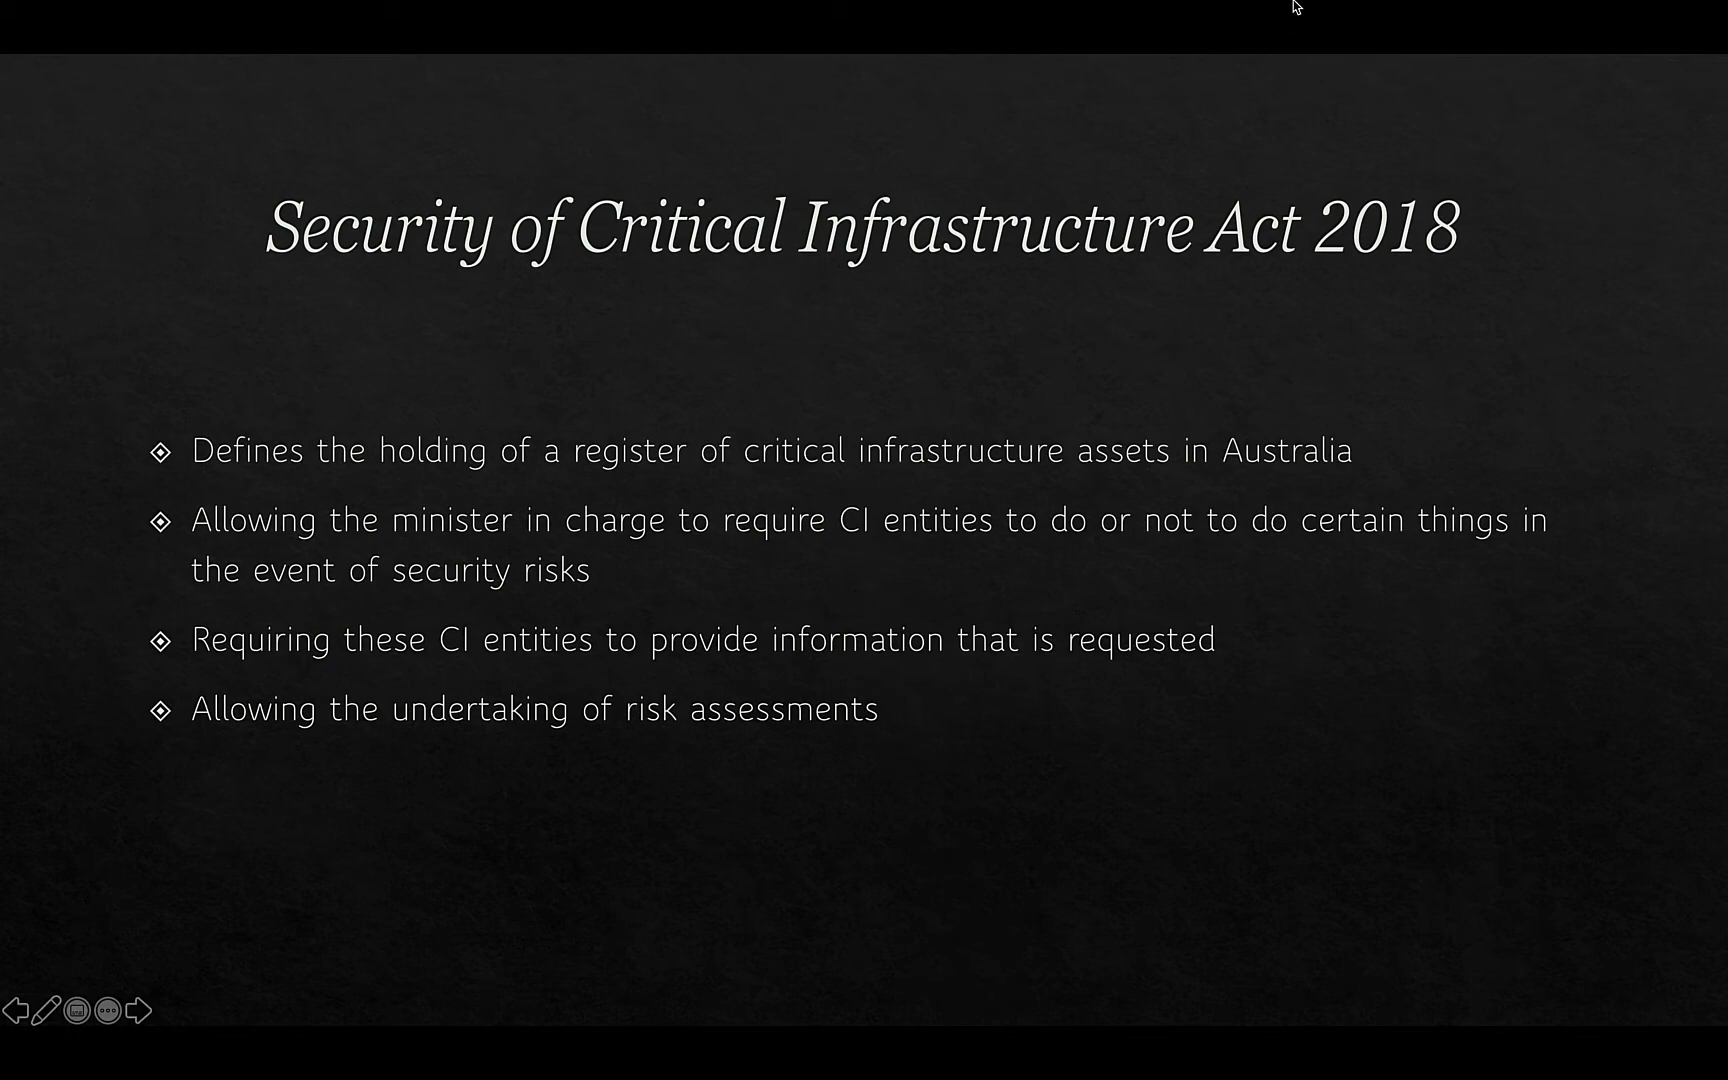 Security of Critical Infrastructure Act 2018
Defines the holding of a register of critical infrastructure assets in Australia
Allowing the minister in charge to require CI entities to do or not to do certain things in
the event of security risks
Requiring these CI entities to provide information that is requested
Allowing the undertaking of risk assessments